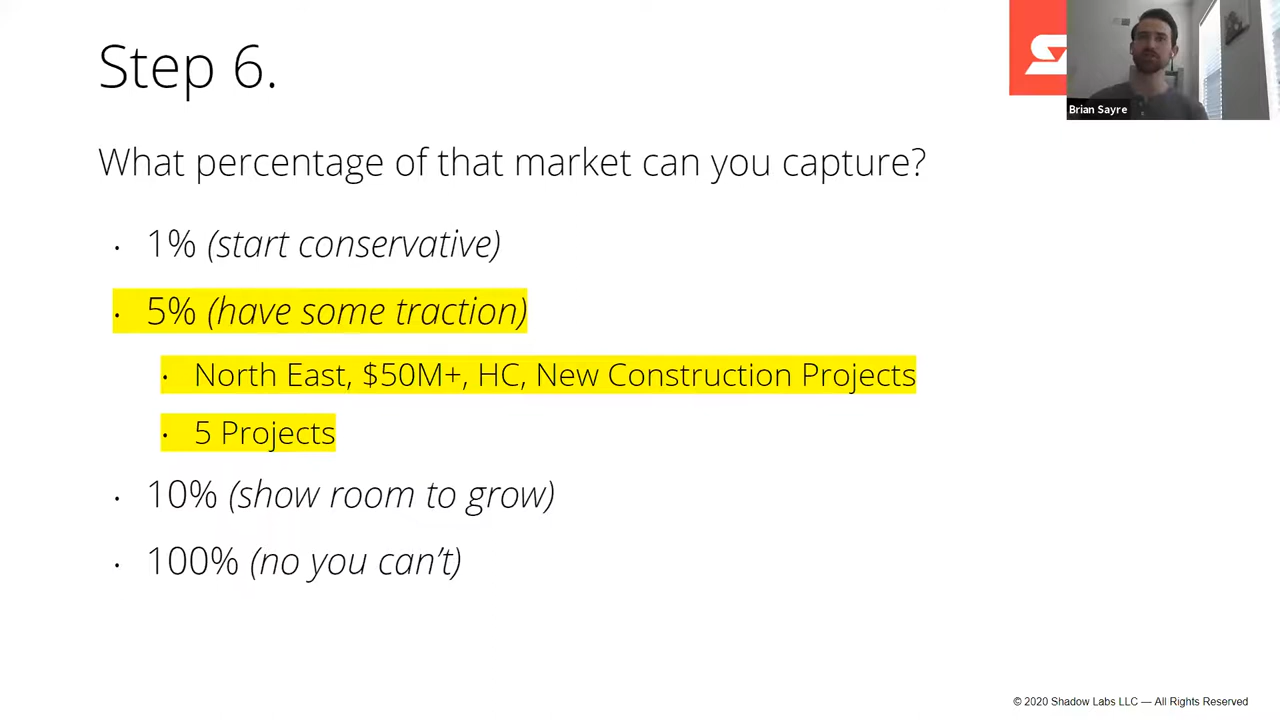 Step 6.
Brian Sayre
What percentage of that market can you capture?
· 1% (start conservative)
· 5% (have some traction)
· North East, $50M+, HC, New Construction Projects
· 5 Projects
· 10% (show room to grow)
· 100% (no you can’t)
© 2020 Shadow Labs LLC — All Rights Reserved